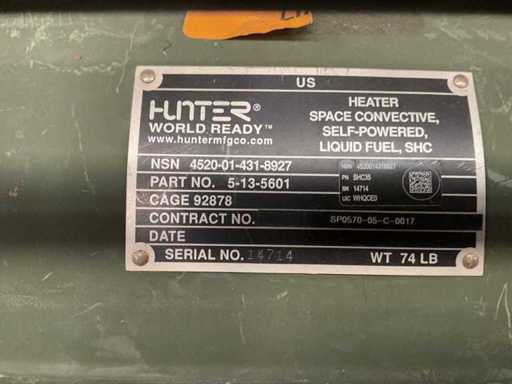 US
HUNTER®
WORLD READY™
www.huntermfgco.com
HEATER
SPACE CONVECTIVE,
SELF-POWERED,
LIQUID FUEL, SHC
NSN 4520-01-431-8927
PART NO. 5-13-5601
CAGE 92878
CONTRACT NO. SP0570-05-C-0017
DATE
SERIAL NO. 14714
WT 74 LB
NSN 4520014318927
PN SHC35
SN 14714
UIC WHQCE0